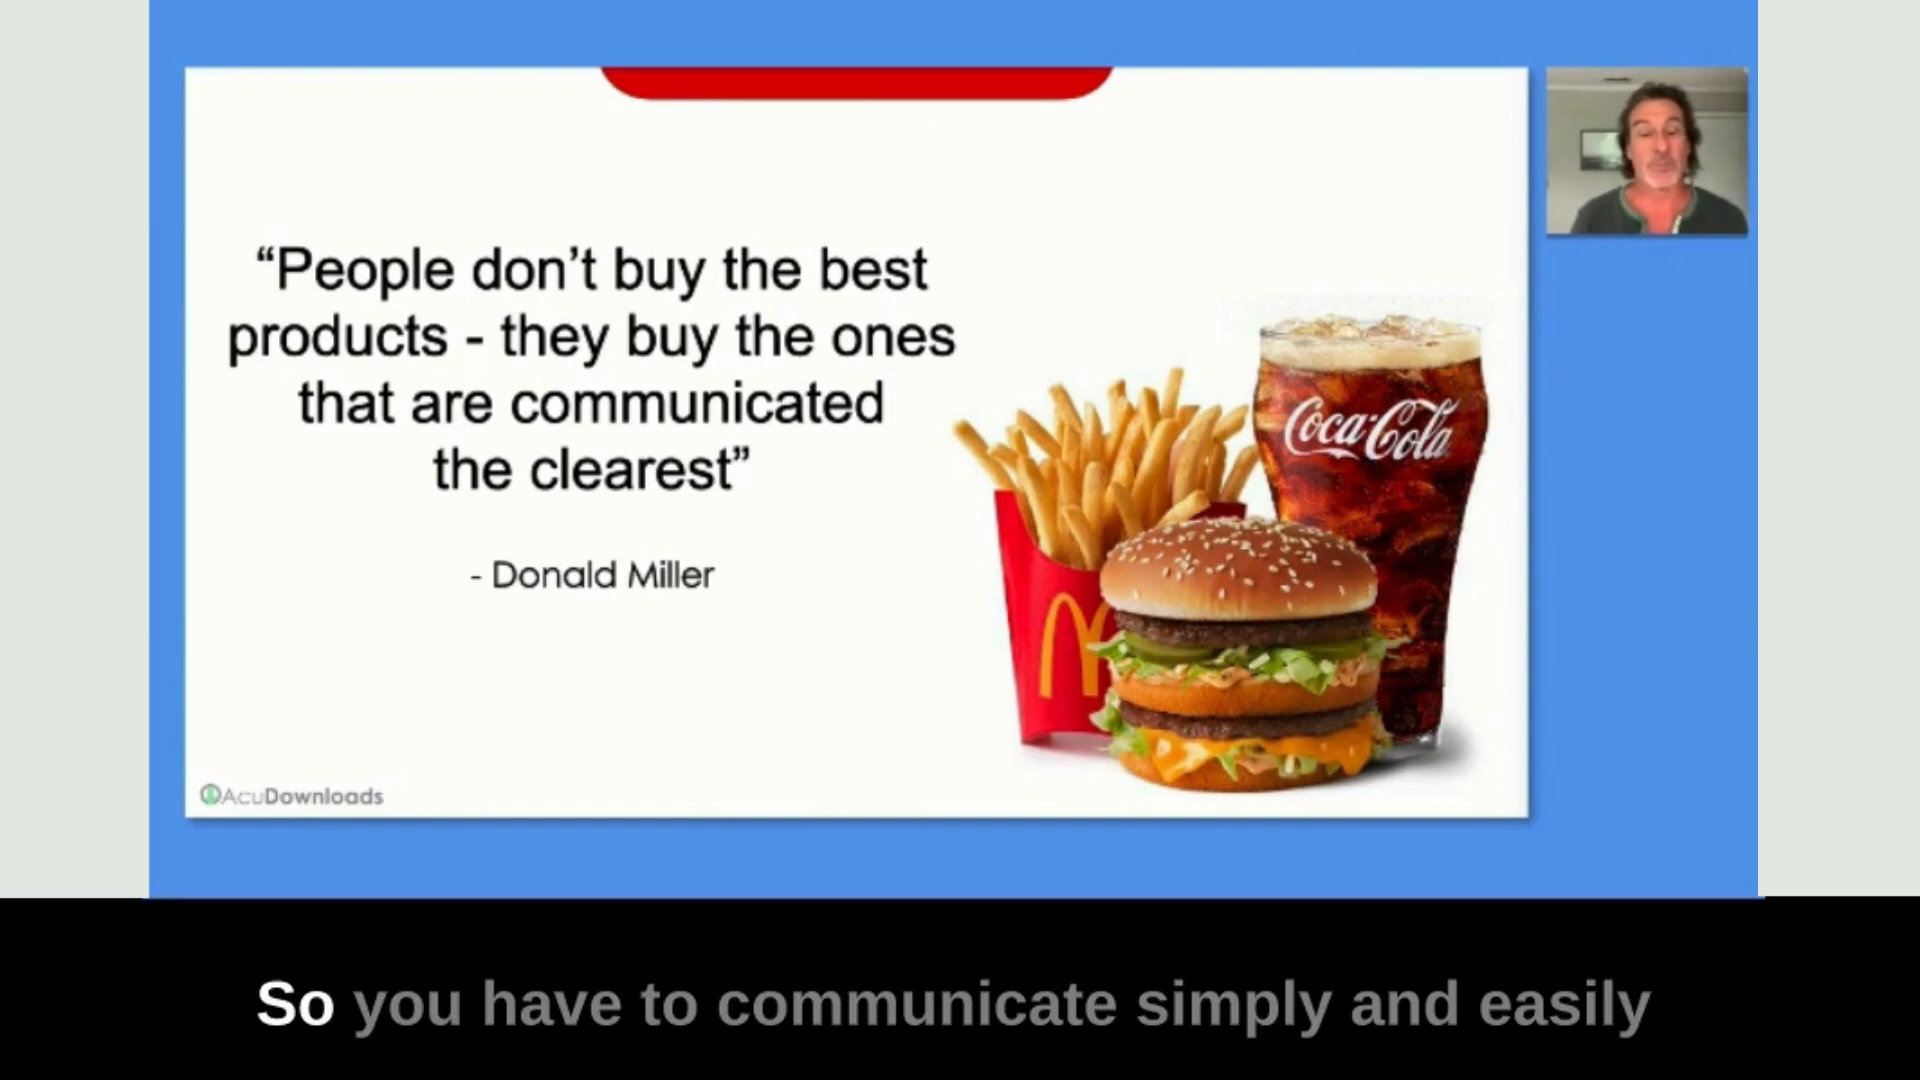 “People don’t buy the best
products - they buy the ones
that are communicated
the clearest”
- Donald Miller
Coca-Cola
AcuDownloads
So you have to communicate simply and easily